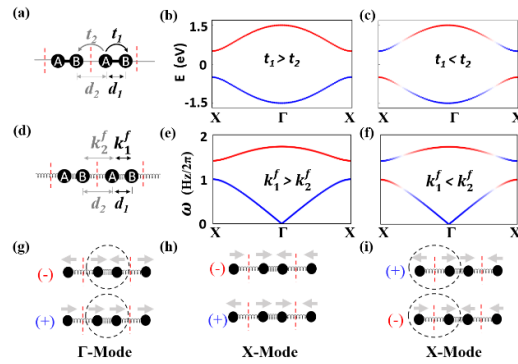 (a)
t₂ t₁
A B A B
d₂ d₁
(b)
1.5
0
-1.5
E (eV)
t₁ > t₂
X Γ X
(c)
t₁ < t₂
X Γ X
(d)
k₂ᶠ k₁ᶠ
A B A B
d₂ d₁
(e)
2
1
0
ω (Hz/2π)
k₁ᶠ > k₂ᶠ
X Γ X
(f)
k₁ᶠ < k₂ᶠ
X Γ X
(g)
(-)
(+)
Γ-Mode
(h)
(-)
(+)
X-Mode
(i)
(+)
(-)
X-Mode